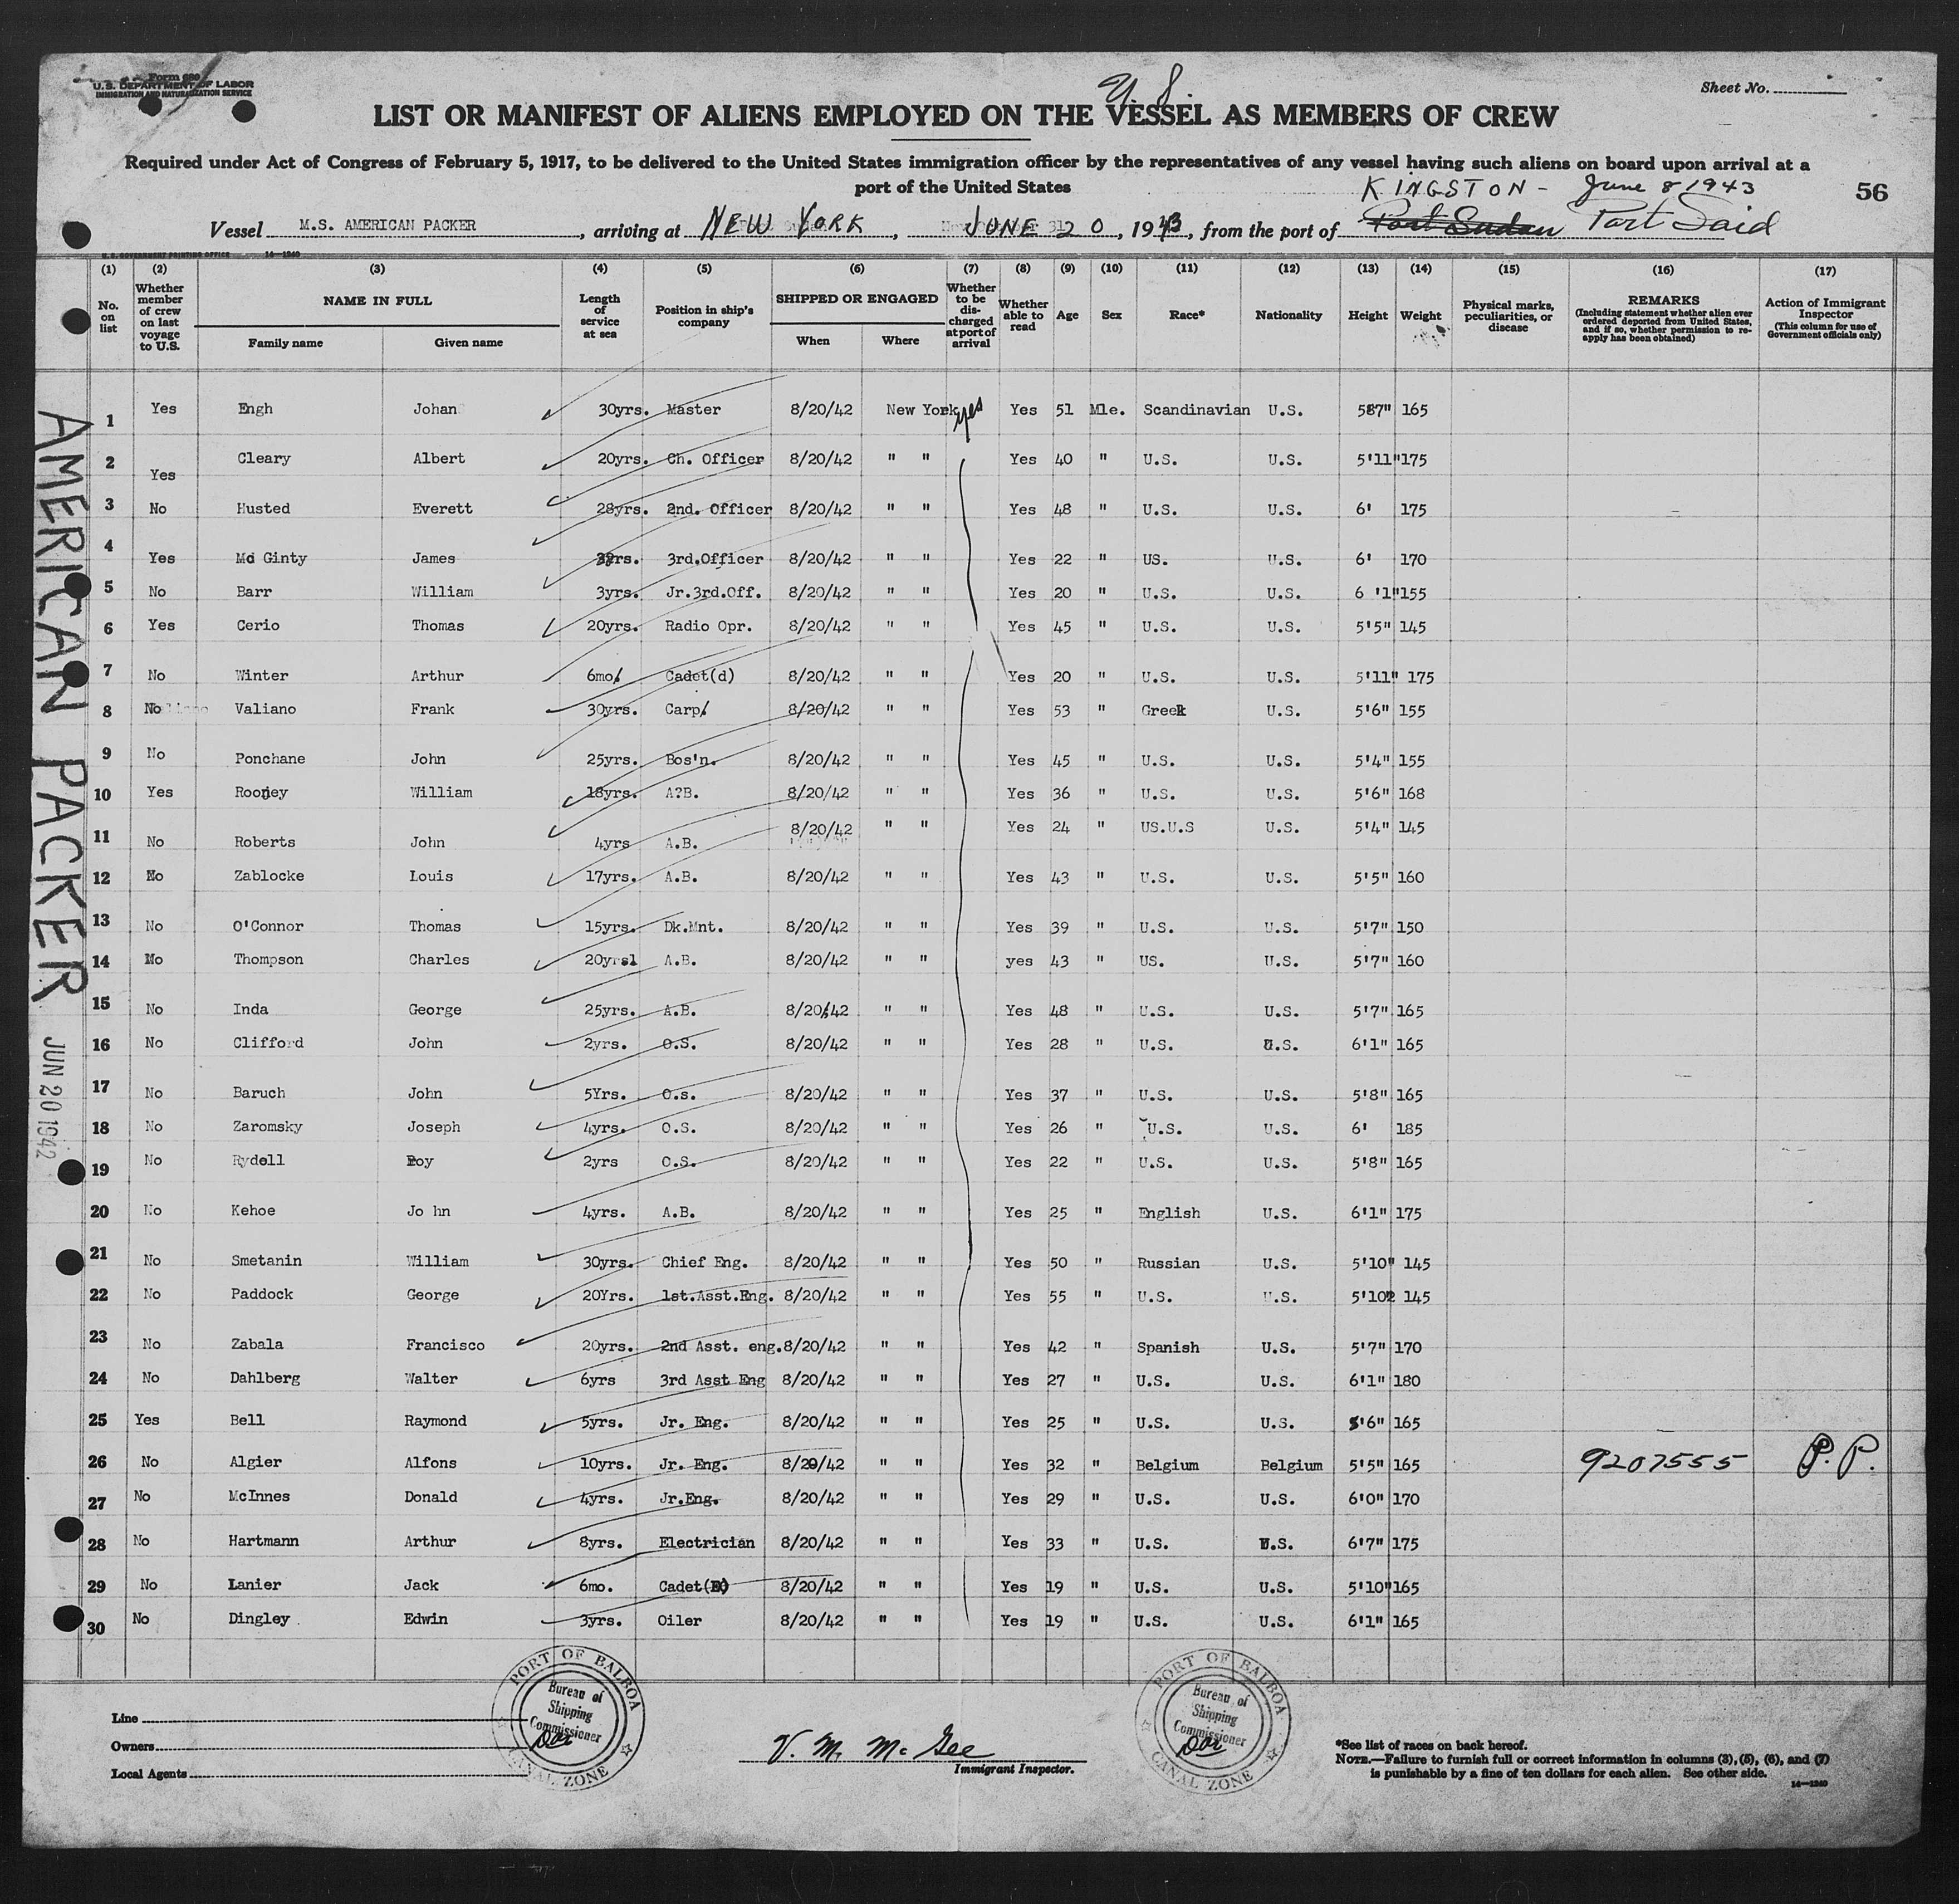 Form 680
U.S. DEPARTMENT OF LABOR
IMMIGRATION AND NATURALIZATION SERVICE
Sheet No.
LIST OR MANIFEST OF ALIENS EMPLOYED ON THE VESSEL AS MEMBERS OF CREW
Required under Act of Congress of February 5, 1917, to be delivered to the United States immigration officer by the representatives of any vessel having such aliens on board upon arrival at a
port of the United States
KINGSTON - June 8 1943
56
Vessel M.S. AMERICAN PACKER, arriving at NEW YORK, JUNE 20, 1943, from the port of Port Sudan Port Said
U.S. GOVERNMENT PRINTING OFFICE 14-1240
(1) No. on list
(2) Whether member of crew on last voyage to U.S.
(3) NAME IN FULL Family name Given name
(4) Length of service at sea
(5) Position in ship's company
(6) SHIPPED OR ENGAGED When Where
(7) Whether to be discharged at port of arrival
(8) Whether able to read
(9) Age
(10) Sex
(11) Race*
(12) Nationality
(13) Height
(14) Weight
(15) Physical marks, peculiarities, or disease
(16) REMARKS (Including statement whether alien ever ordered deported from United States, and if so, whether permission to re-apply has been obtained)
(17) Action of Immigrant Inspector (This column for use of Government officials only)
1 Yes Engh Johan 30yrs. Master 8/20/42 New York yes Yes 51 Mle. Scandinavian U.S. 587" 165
2 Yes Cleary Albert 20yrs. Ch. Officer 8/20/42 " " Yes 40 " U.S. U.S. 5'11" 175
3 No Husted Everett 28yrs. 2nd. Officer 8/20/42 " " Yes 48 " U.S. U.S. 6' 175
4 Yes Mc Ginty James yrs. 3rd.Officer 8/20/42 " " Yes 22 " US. U.S. 6' 170
5 No Barr William 3yrs. Jr.3rd.Off. 8/20/42 " " Yes 20 " U.S. U.S. 6 '1" 155
6 Yes Cerio Thomas 20yrs. Radio Opr. 8/20/42 " " Yes 45 " U.S. U.S. 5'5" 145
7 No Winter Arthur 6mo/ Cadet(d) 8/20/42 " " Yes 20 " U.S. U.S. 5'11" 175
8 No Valiano Frank 30yrs. Carp/ 8/20/42 " " Yes 53 " Greek U.S. 5'6" 155
9 No Ponchane John 25yrs. Bos'n. 8/20/42 " " Yes 45 " U.S. U.S. 5'4" 155
10 Yes Rooney William 18yrs. A?B. 8/20/42 " " Yes 36 " U.S. U.S. 5'6" 168
11 No Roberts John 4yrs A.B. 8/20/42 " " Yes 24 " US.U.S U.S. 5'4" 145
12 No Zablocke Louis 17yrs. A.B. 8/20/42 " " Yes 43 " U.S. U.S. 5'5" 160
13 No O'Connor Thomas 15yrs. Dk.Mnt. 8/20/42 " " Yes 39 " U.S. U.S. 5'7" 150
14 No Thompson Charles 20yrsl A.B. 8/20/42 " " yes 43 " US. U.S. 5'7" 160
15 No Inda George 25yrs. A.B. 8/20/42 " " Yes 48 " U.S. U.S. 5'7" 165
16 No Clifford John 2yrs. O.S. 8/20/42 " " Yes 28 " U.S. U.S. 6'1" 165
17 No Baruch John 5Yrs. O.s. 8/20/42 " " Yes 37 " U.S. U.S. 5'8" 165
18 No Zaromsky Joseph 4yrs. O.S. 8/20/42 " " Yes 26 " U.S. U.S. 6' 185
19 No Rydell Roy 2yrs O.S. 8/20/42 " " Yes 22 " U.S. U.S. 5'8" 165
20 No Kehoe Jo hn 4yrs. A.B. 8/20/42 " " Yes 25 " English U.S. 6'1" 175
21 No Smetanin William 30yrs. Chief Eng. 8/20/42 " " Yes 50 " Russian U.S. 5'10" 145
22 No Paddock George 20Yrs. 1st.Asst.Eng. 8/20/42 " " Yes 55 " U.S. U.S. 5'102 145
23 No Zabala Francisco 20yrs. 2nd Asst. eng. 8/20/42 " " Yes 42 " Spanish U.S. 5'7" 170
24 No Dahlberg Walter 6yrs 3rd Asst Eng 8/20/42 " " Yes 27 " U.S. U.S. 6'1" 180
25 Yes Bell Raymond 5yrs. Jr. Eng. 8/20/42 " " Yes 25 " U.S. U.S. 5'6" 165
26 No Algier Alfons 10yrs. Jr. Eng. 8/20/42 " " Yes 32 " Belgium Belgium 5'5" 165 9207555 P.P.
27 No McInnes Donald 4yrs. Jr.Eng. 8/20/42 " " Yes 29 " U.S. U.S. 6'0" 170
28 No Hartmann Arthur 8yrs. Electrician 8/20/42 " " Yes 33 " U.S. U.S. 6'7" 175
29 No Lanier Jack 6mo. Cadet(E) 8/20/42 " " Yes 19 " U.S. U.S. 5'10" 165
30 No Dingley Edwin 3yrs. Oiler 8/20/42 " " Yes 19 " U.S. U.S. 6'1" 165
AMERICAN PACKER
JUN 20 1942
PORT OF BALBOA
Bureau of
Shipping
Commissioner
CANAL ZONE
PORT OF BALBOA
Bureau of
Shipping
Commissioner
CANAL ZONE
Line
Owners
Local Agents
V. M. McGee
Immigrant Inspector.
*See list of races on back hereof.
NOTE.—Failure to furnish full or correct information in columns (3), (5), (6), and (7)
is punishable by a fine of ten dollars for each alien. See other side.
14-1240